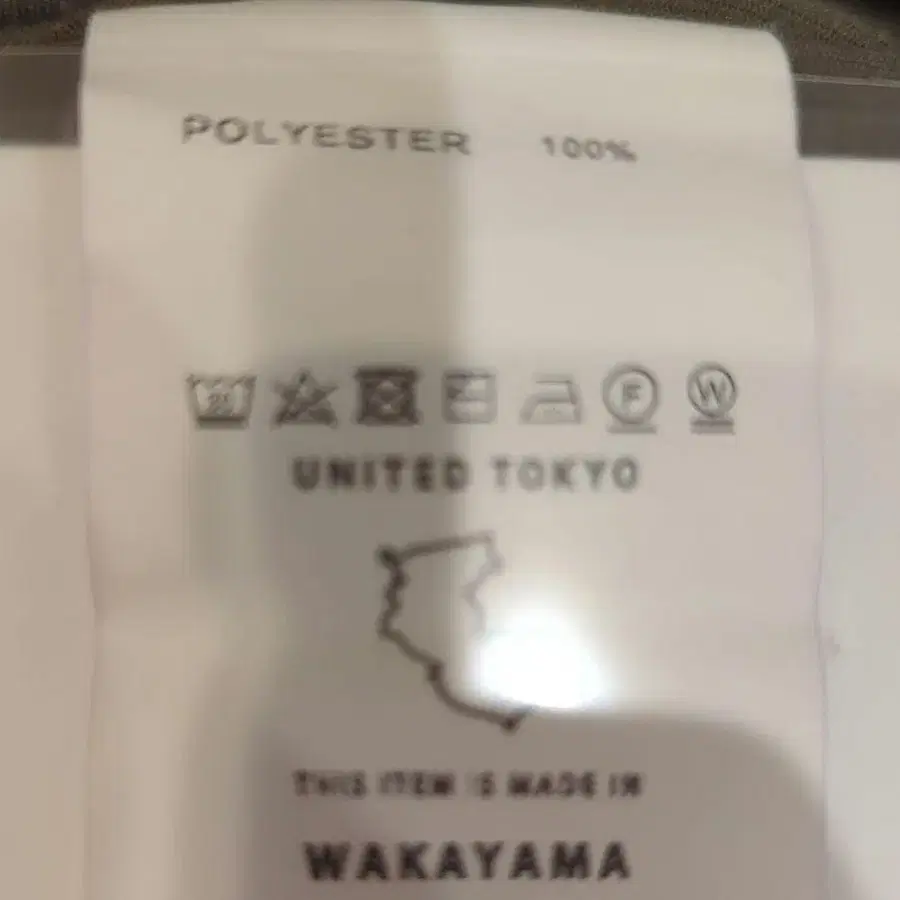 POLYESTER 100%
F W
UNITED TOKYO
THIS ITEM IS MADE IN
WAKAYAMA